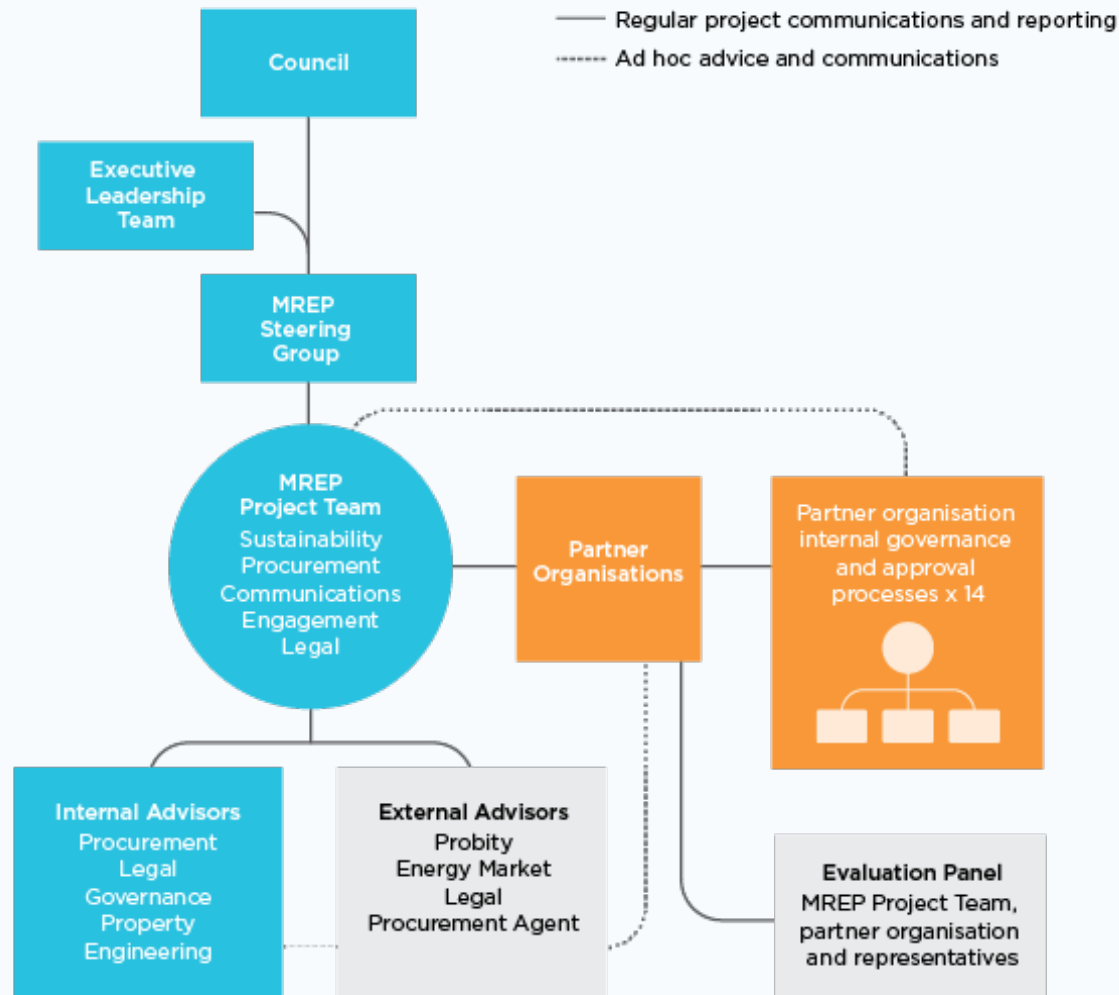 Regular project communications and reporting
Ad hoc advice and communications
Council
Executive
Leadership
Team
MREP
Steering
Group
MREP
Project Team
Sustainability
Procurement
Communications
Engagement
Legal
Partner
Organisations
Partner organisation
internal governance
and approval
processes x 14
Internal Advisors
Procurement
Legal
Governance
Property
Engineering
External Advisors
Probity
Energy Market
Legal
Procurement Agent
Evaluation Panel
MREP Project Team,
partner organisation
and representatives